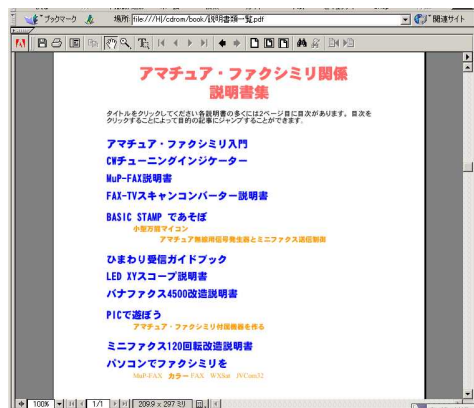 ブックマーク 場所: file:///H|/cdrom/book/説明書類一覧.pdf 関連サイト
アマチュア・ファクシミリ関係
説明書集
タイトルをクリックしてください各説明書の多くには2ページ目に目次があります。目次を
クリックすることによって目的の記事にジャンプすることができます.
アマチュア・ファクシミリ入門
CWチューニングインジケーター
MuP-FAX説明書
FAX-TVスキャンコンバーター説明書
BASIC STAMP であそぼ
小型万能マイコン
アマチュア無線用信号発生器とミニファクス送信制御
ひまわり受信ガイドブック
LED XYスコープ説明書
パナファクス4500改造説明書
PICで遊ぼう
アマチュア・ファクシミリ付属機器を作る
ミニファクス120回転改造説明書
パソコンでファクシミリを
MuP-FAX カラーFAX WXSat JVComm32
100% 1/1 209.9 x 297 ミリ